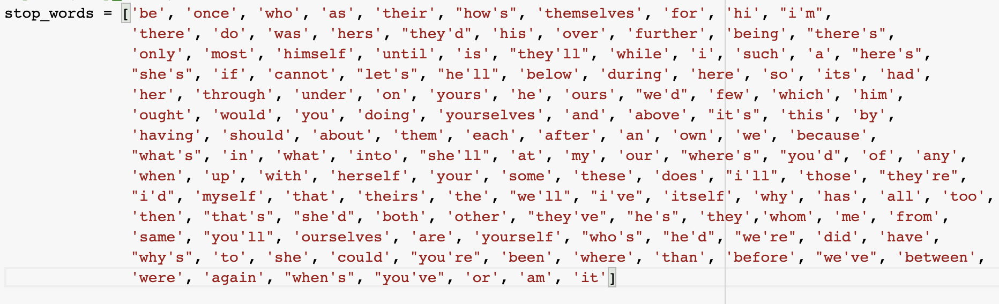 stop_words = ['be', 'once', 'who', 'as', 'their', "how's", 'themselves', 'for', 'hi', "i'm",
'there', 'do', 'was', 'hers', "they'd", 'his', 'over', 'further', 'being', "there's",
'only', 'most', 'himself', 'until', 'is', "they'll", 'while', 'i', 'such', 'a', "here's",
"she's", 'if', 'cannot', "let's", "he'll", 'below', 'during', 'here', 'so', 'its', 'had',
'her', 'through', 'under', 'on', 'yours', 'he', 'ours', "we'd", 'few', 'which', 'him',
'ought', 'would', 'you', 'doing', 'yourselves', 'and', 'above', "it's", 'this', 'by',
'having', 'should', 'about', 'them', 'each', 'after', 'an', 'own', 'we', 'because',
"what's", 'in', 'what', 'into', "she'll", 'at', 'my', 'our', "where's", "you'd", 'of', 'any',
'when', 'up', 'with', 'herself', 'your', 'some', 'these', 'does', "i'll", 'those', "they're",
"i'd", 'myself', 'that', 'theirs', 'the', "we'll", "i've", 'itself', 'why', 'has', 'all', 'too',
'then', "that's", "she'd", 'both', 'other', "they've", "he's", 'they','whom', 'me', 'from',
'same', "you'll", 'ourselves', 'are', 'yourself', "who's", "he'd", "we're", 'did', 'have',
"why's", 'to', 'she', 'could', "you're", 'been', 'where', 'than', 'before', "we've", 'between',
'were', 'again', "when's", "you've", 'or', 'am', 'it']